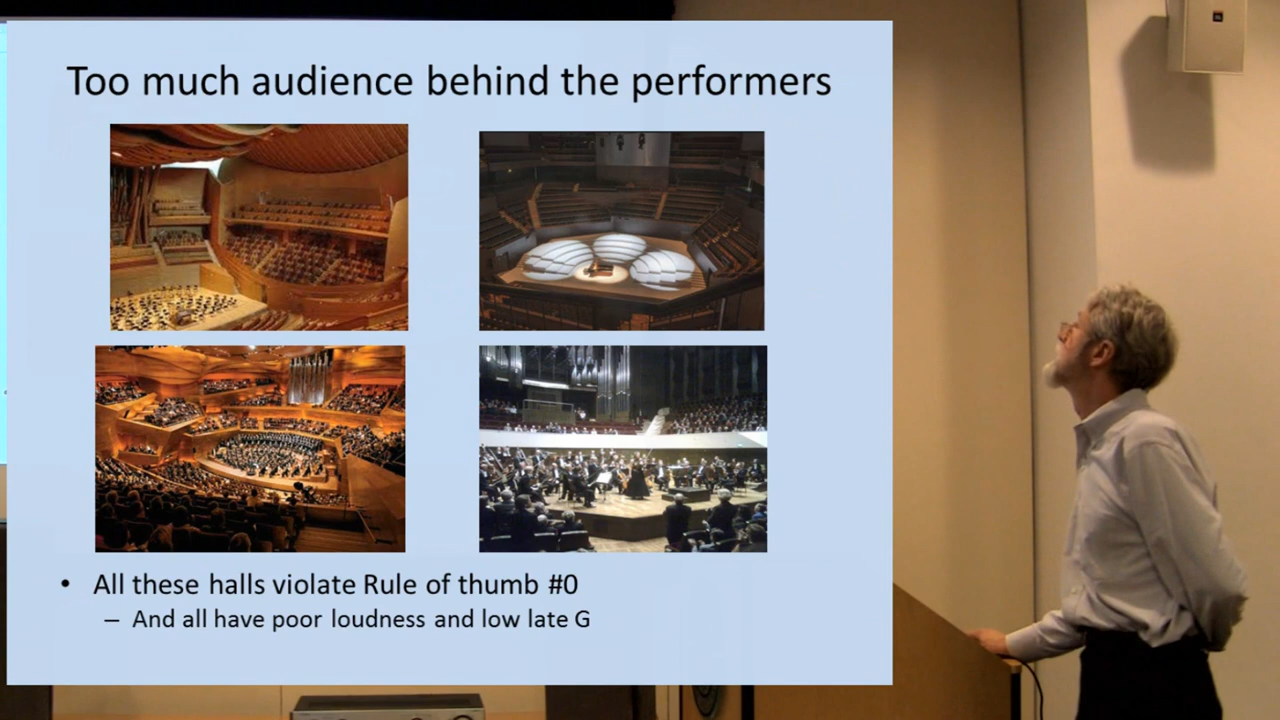 Too much audience behind the performers
• All these halls violate Rule of thumb #0
– And all have poor loudness and low late G